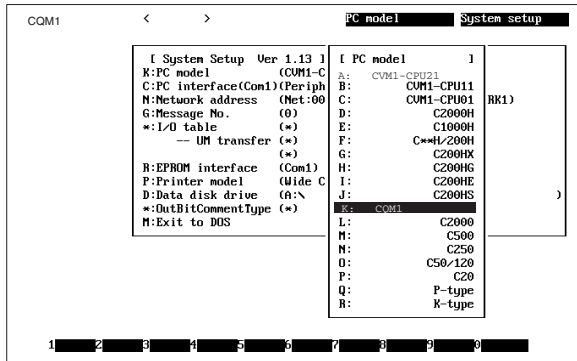 CQM1 < > PC model System setup
[ System Setup Ver 1.13 ] [ PC model ]
K:PC model (CVM1-C A: CVM1-CPU21
C:PC interface(Com1)(Periph B: CVM1-CPU11
N:Network address (Net:00 C: CVM1-CPU01 RK1)
G:Message No. (0) D: C2000H
*:I/O table (*) E: C1000H
-- UM transfer (*) F: C**H/200H
(*) G: C200HX
R:EPROM interface (Com1) H: C200HG
P:Printer model (Wide C I: C200HE
D:Data disk drive (A:\ J: C200HS )
*:OutBitCommentType (*) K: CQM1
M:Exit to DOS L: C2000
M: C500
N: C250
O: C50/120
P: C20
Q: P-type
R: K-type
1 2 3 4 5 6 7 8 9 0